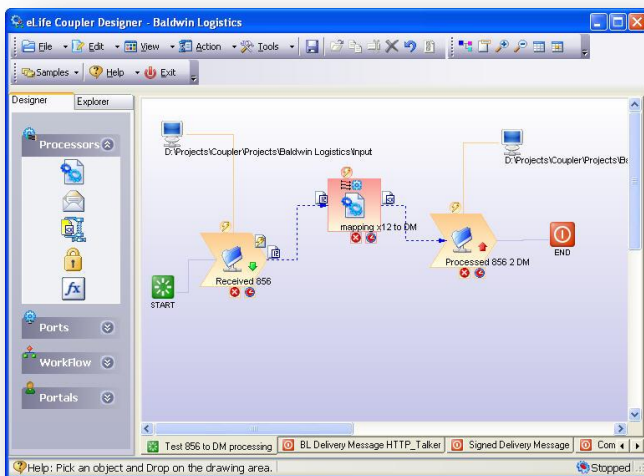 eLife Coupler Designer - Baldwin Logistics
File Edit View Action Tools
Samples Help Exit
Designer Explorer
Processors
fx
Ports
WorkFlow
Portals
D:\Projects\Coupler\Projects\Baldwin Logistics\Input
D:\Projects\Coupler\Projects\Ba
mapping x12 to DM
Received 856
Processed 856 2 DM
END
START
Test 856 to DM processing BL Delivery Message HTTP_Talker Signed Delivery Message Com
Help: Pick an object and Drop on the drawing area. Stopped